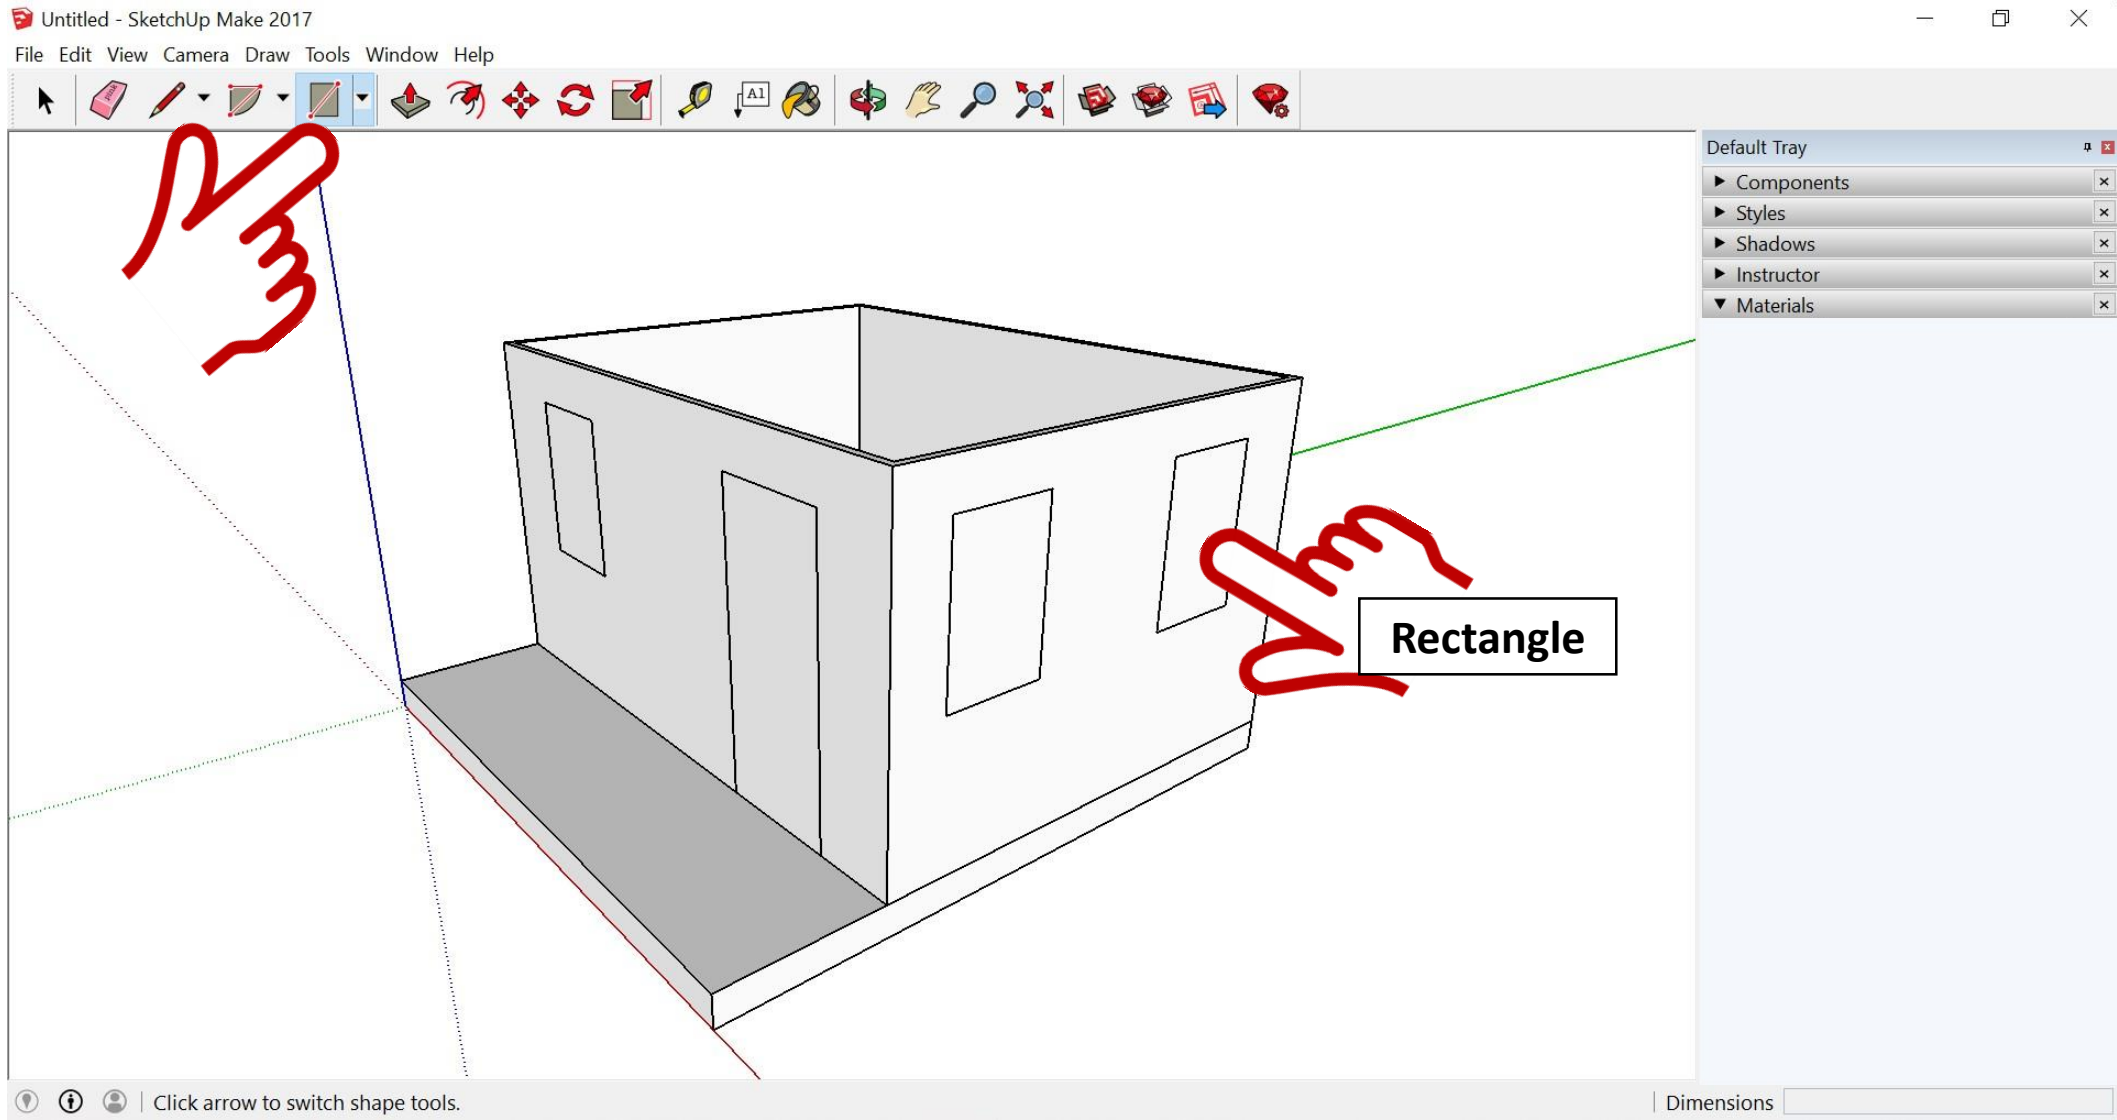 Untitled - SketchUp Make 2017
File Edit View Camera Draw Tools Window Help
A1
Default Tray
Components
Styles
Shadows
Instructor
Materials
Rectangle
Click arrow to switch shape tools.
Dimensions